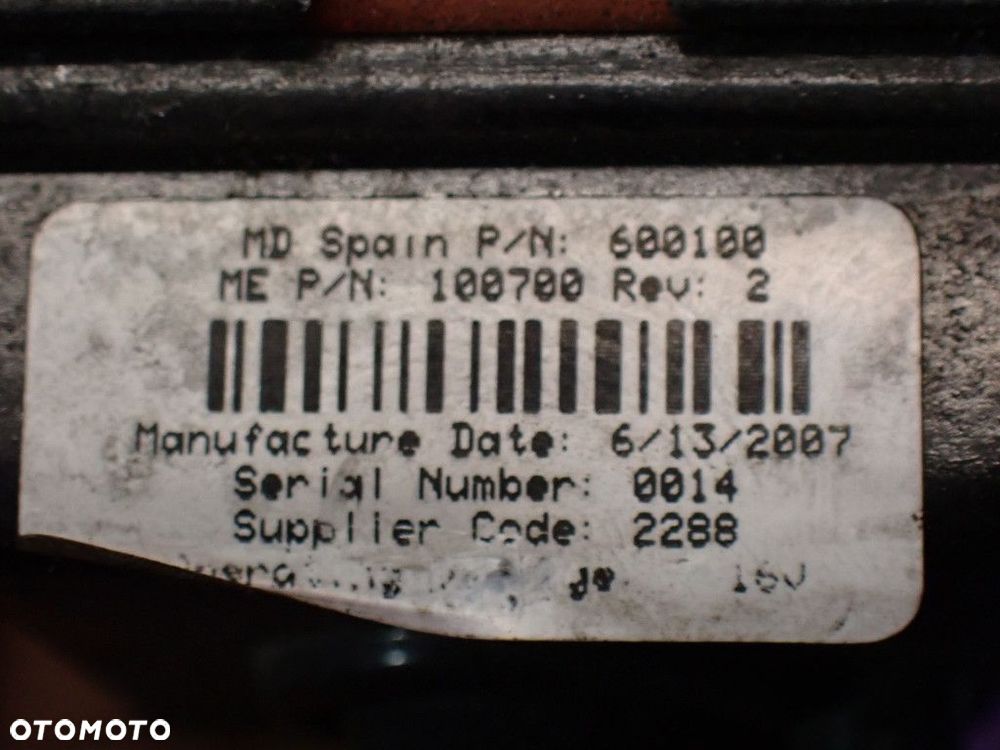 MD Spain P/N: 600100
ME P/N: 100700 Rev: 2
Manufacture Date: 6/13/2007
Serial Number: 0014
Supplier Code: 2288
OTOMOTO